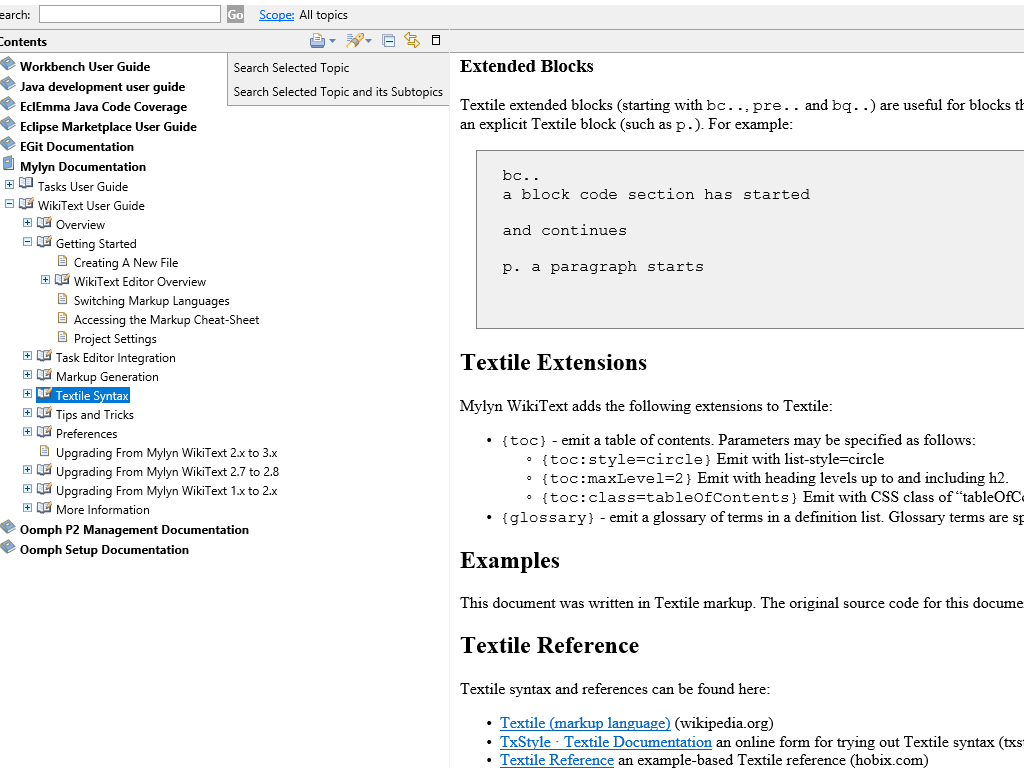 earch:
Go
Scope: All topics
Contents
Search Selected Topic
Search Selected Topic and its Subtopics
Workbench User Guide
Java development user guide
EclEmma Java Code Coverage
Eclipse Marketplace User Guide
EGit Documentation
Mylyn Documentation
Tasks User Guide
WikiText User Guide
Overview
Getting Started
Creating A New File
WikiText Editor Overview
Switching Markup Languages
Accessing the Markup Cheat-Sheet
Project Settings
Task Editor Integration
Markup Generation
Textile Syntax
Tips and Tricks
Preferences
Upgrading From Mylyn WikiText 2.x to 3.x
Upgrading From Mylyn WikiText 2.7 to 2.8
Upgrading From Mylyn WikiText 1.x to 2.x
More Information
Oomph P2 Management Documentation
Oomph Setup Documentation
Extended Blocks
Textile extended blocks (starting with bc.., pre.. and bq..) are useful for blocks th
an explicit Textile block (such as p.). For example:
bc..
a block code section has started
and continues
p. a paragraph starts
Textile Extensions
Mylyn WikiText adds the following extensions to Textile:
• {toc} - emit a table of contents. Parameters may be specified as follows:
◦ {toc:style=circle} Emit with list-style=circle
◦ {toc:maxLevel=2} Emit with heading levels up to and including h2.
◦ {toc:class=tableOfContents} Emit with CSS class of “tableOfCo
• {glossary} - emit a glossary of terms in a definition list. Glossary terms are sp
Examples
This document was written in Textile markup. The original source code for this docume
Textile Reference
Textile syntax and references can be found here:
• Textile (markup language) (wikipedia.org)
• TxStyle · Textile Documentation an online form for trying out Textile syntax (txst
• Textile Reference an example-based Textile reference (hobix.com)